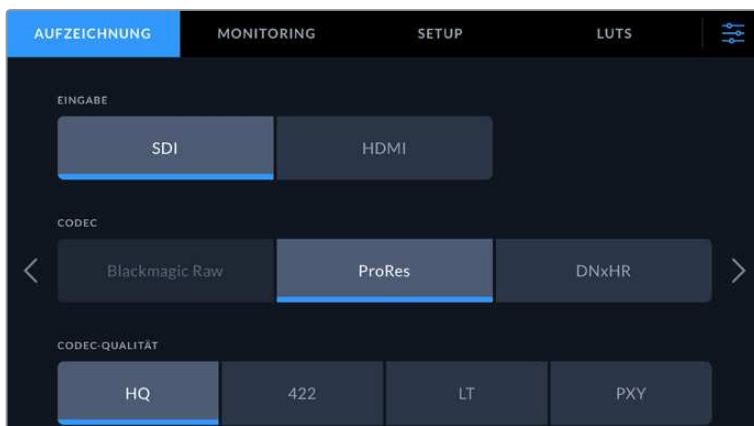 AUFZEICHNUNG MONITORING SETUP LUTS
EINGABE
SDI HDMI
CODEC
Blackmagic Raw ProRes DNxHR
CODEC-QUALITÄT
HQ 422 LT PXY